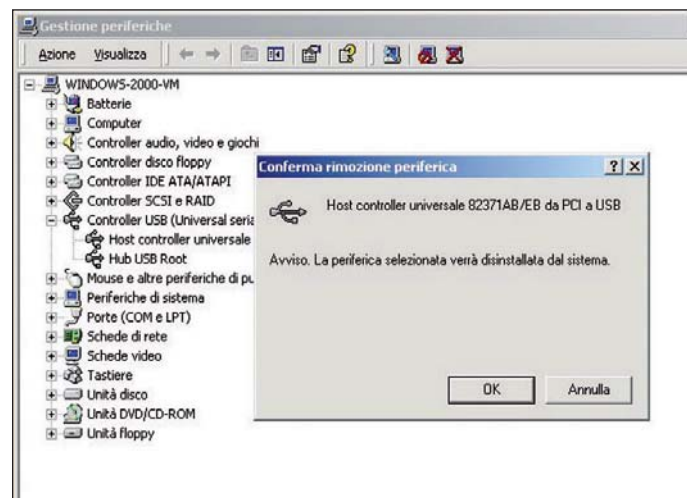 Gestione periferiche
Azione Visualizza
WINDOWS-2000-VM
Batterie
Computer
Controller audio, video e giochi
Controller disco floppy
Controller IDE ATA/ATAPI
Controller SCSI e RAID
Controller USB (Universal seria
Host controller universale
Hub USB Root
Mouse e altre periferiche di pu
Periferiche di sistema
Porte (COM e LPT)
Schede di rete
Schede video
Tastiere
Unità disco
Unità DVD/CD-ROM
Unità floppy
Conferma rimozione periferica
Host controller universale 82371AB/EB da PCI a USB
Avviso. La periferica selezionata verrà disinstallata dal sistema.
OK Annulla